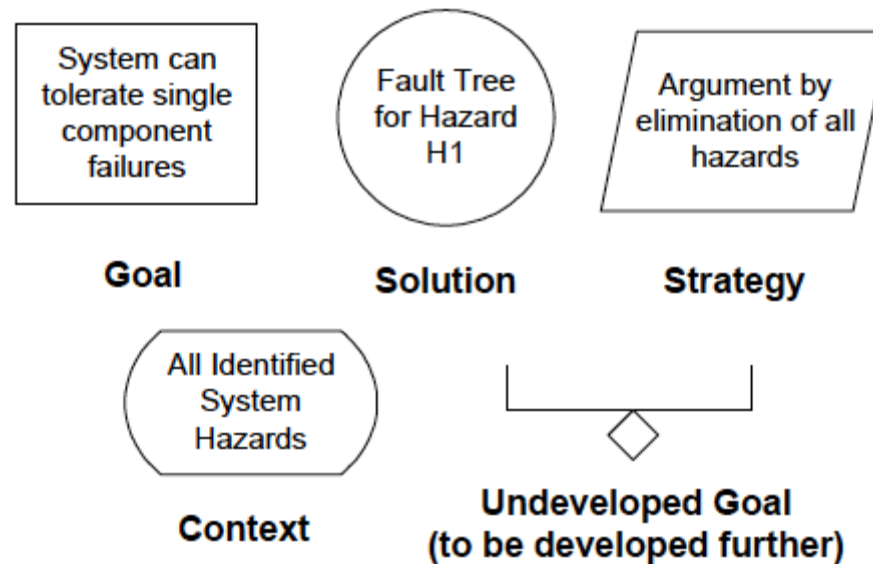 System can
tolerate single
component
failures
Goal
Fault Tree
for Hazard
H1
Solution
Argument by
elimination of all
hazards
Strategy
All Identified
System
Hazards
Context
Undeveloped Goal
(to be developed further)